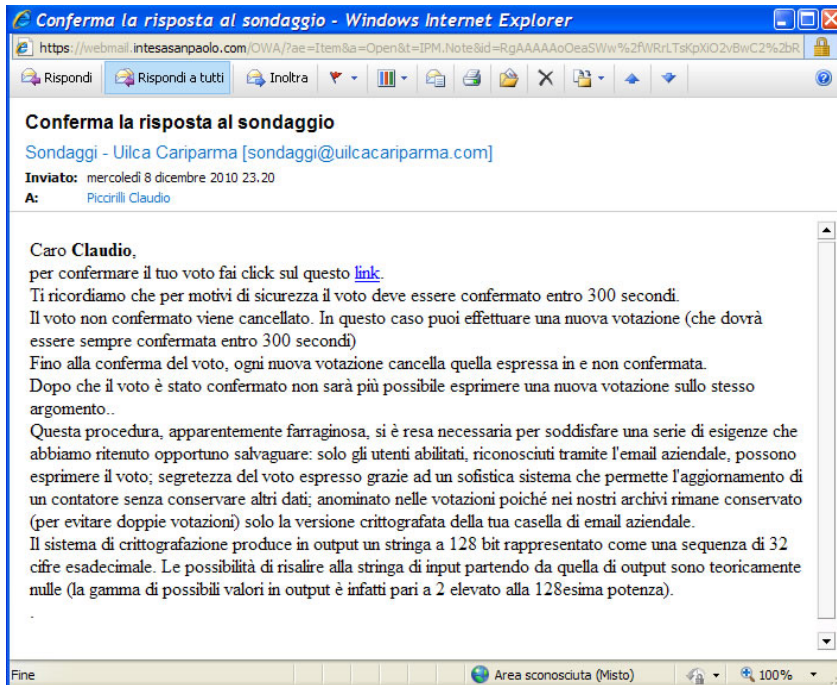 Conferma la risposta al sondaggio - Windows Internet Explorer
https://webmail.intesasanpaolo.com/OWA/?ae=Item&a=Open&t=IPM.Note&id=
Rispondi Rispondi a tutti Inoltra
Conferma la risposta al sondaggio
Sondaggi - Uilca Cariparma [sondaggi@uilcacariparma.com]
Inviato: mercoledì 8 dicembre 2010 23.20
A: Piccirilli Claudio
Caro Claudio,
per confermare il tuo voto fai click sul questo link.
Ti ricordiamo che per motivi di sicurezza il voto deve essere confermato entro 300 secondi.
Il voto non confermato viene cancellato. In questo caso puoi effettuare una nuova votazione (che dovrà
essere sempre confermata entro 300 secondi)
Fino alla conferma del voto, ogni nuova votazione cancella quella espressa in e non confermata.
Dopo che il voto è stato confermato non sarà più possibile esprimere una nuova votazione sullo stesso
argomento..
Questa procedura, apparentemente farraginosa, si è resa necessaria per soddisfare una serie di esigenze che
abbiamo ritenuto opportuno salvaguare: solo gli utenti abilitati, riconosciuti tramite l'email aziendale, possono
esprimere il voto; segretezza del voto espresso grazie ad un sofistica sistema che permette l'aggiornamento di
un contatore senza conservare altri dati; anominato nelle votazioni poiché nei nostri archivi rimane conservato
(per evitare doppie votazioni) solo la versione crittografata della tua casella di email aziendale.
Il sistema di crittografazione produce in output un stringa a 128 bit rappresentato come una sequenza di 32
cifre esadecimale. Le possibilità di risalire alla stringa di input partendo da quella di output sono teoricamente
nulle (la gamma di possibili valori in output è infatti pari a 2 elevato alla 128esima potenza).
.
Fine Area sconosciuta (Misto) 100%